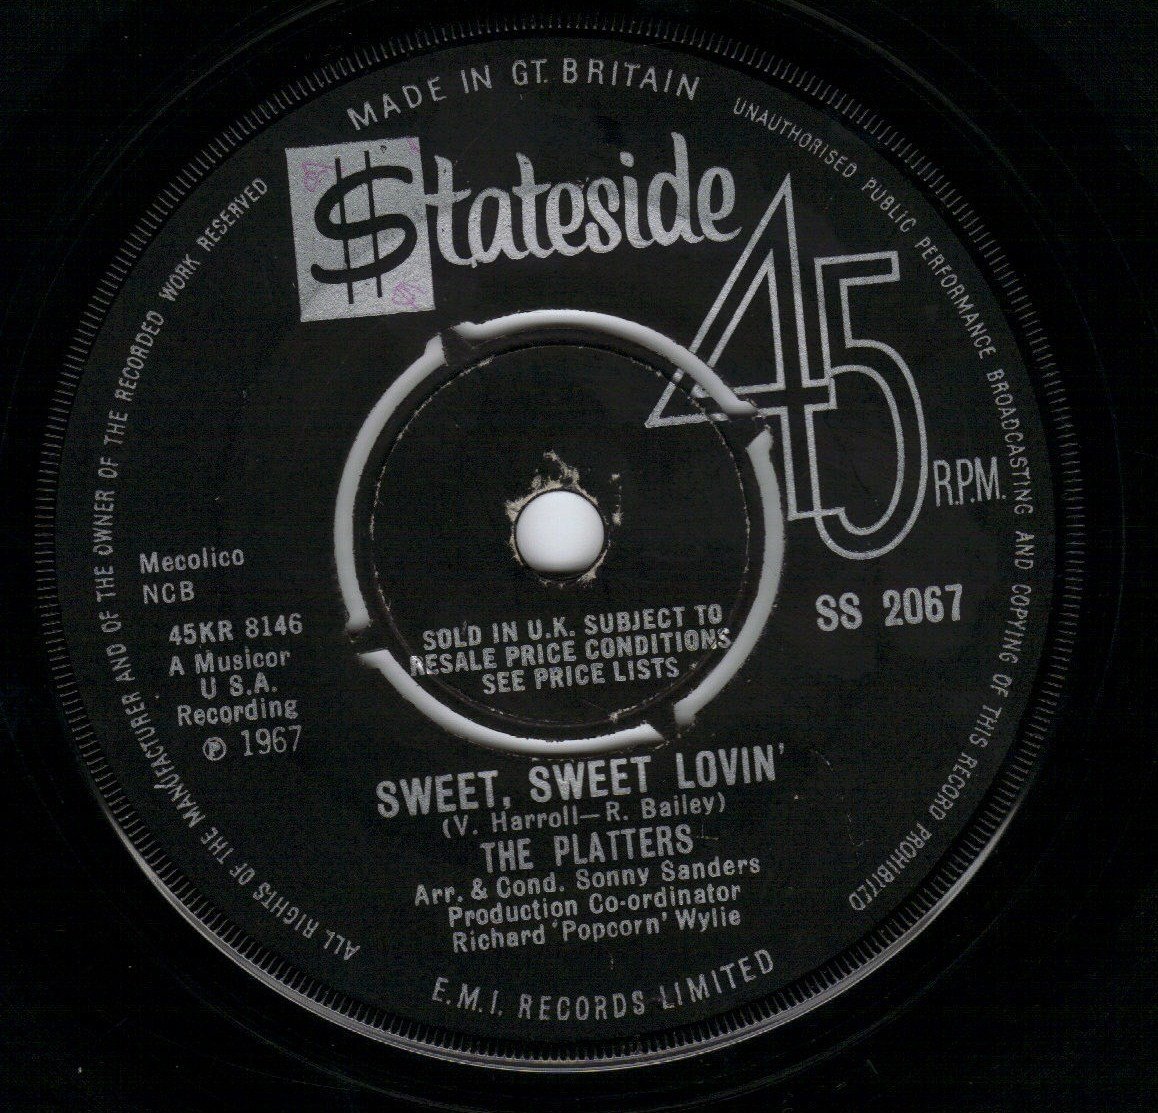 MADE IN GT. BRITAIN
UNAUTHORISED PUBLIC PERFORMANCE BROADCASTING AND COPYING OF THIS RECORD PROHIBITED
ALL RIGHTS OF THE MANUFACTURER AND OF THE OWNER OF THE RECORDED WORK RESERVED
$tateside
45
R.P.M.
SS 2067
Mecolico
NCB
45KR 8146
A Musicor
U S.A.
Recording
℗ 1967
SOLD IN U.K. SUBJECT TO
RESALE PRICE CONDITIONS
SEE PRICE LISTS
SWEET, SWEET LOVIN'
(V. Harroll—R. Bailey)
THE PLATTERS
Arr. & Cond. Sonny Sanders
Production Co-ordinator
Richard 'Popcorn' Wylie
E.M.I. RECORDS LIMITED